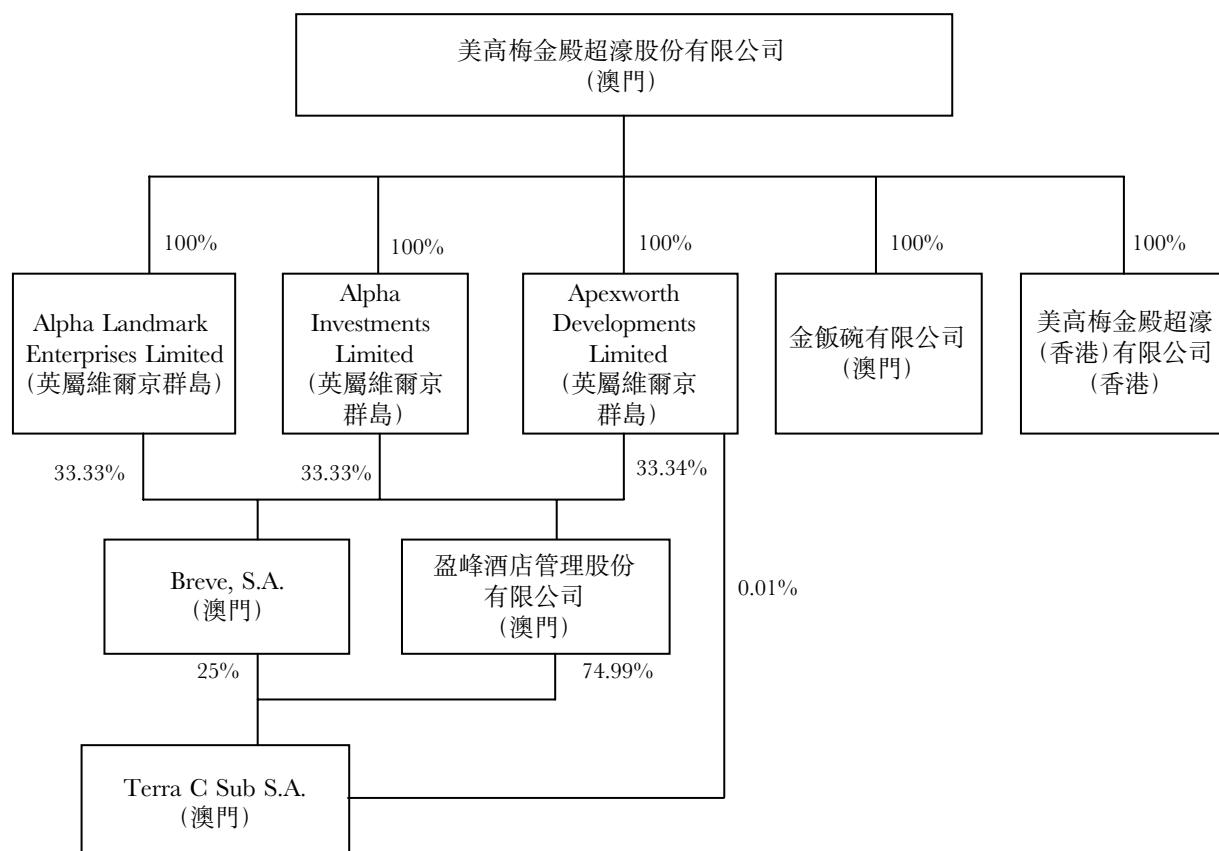 美高梅金殿超濠股份有限公司
(澳門)
100%
100%
100%
100%
100%
Alpha Landmark
Enterprises Limited
(英屬維爾京群島)
Alpha
Investments
Limited
(英屬維爾京
群島)
Apexworth
Developments
Limited
(英屬維爾京
群島)
金飯碗有限公司
(澳門)
美高梅金殿超濠
(香港)有限公司
(香港)
33.33%
33.33%
33.34%
Breve, S.A.
(澳門)
盈峰酒店管理股份
有限公司
(澳門)
0.01%
25%
74.99%
Terra C Sub S.A.
(澳門)